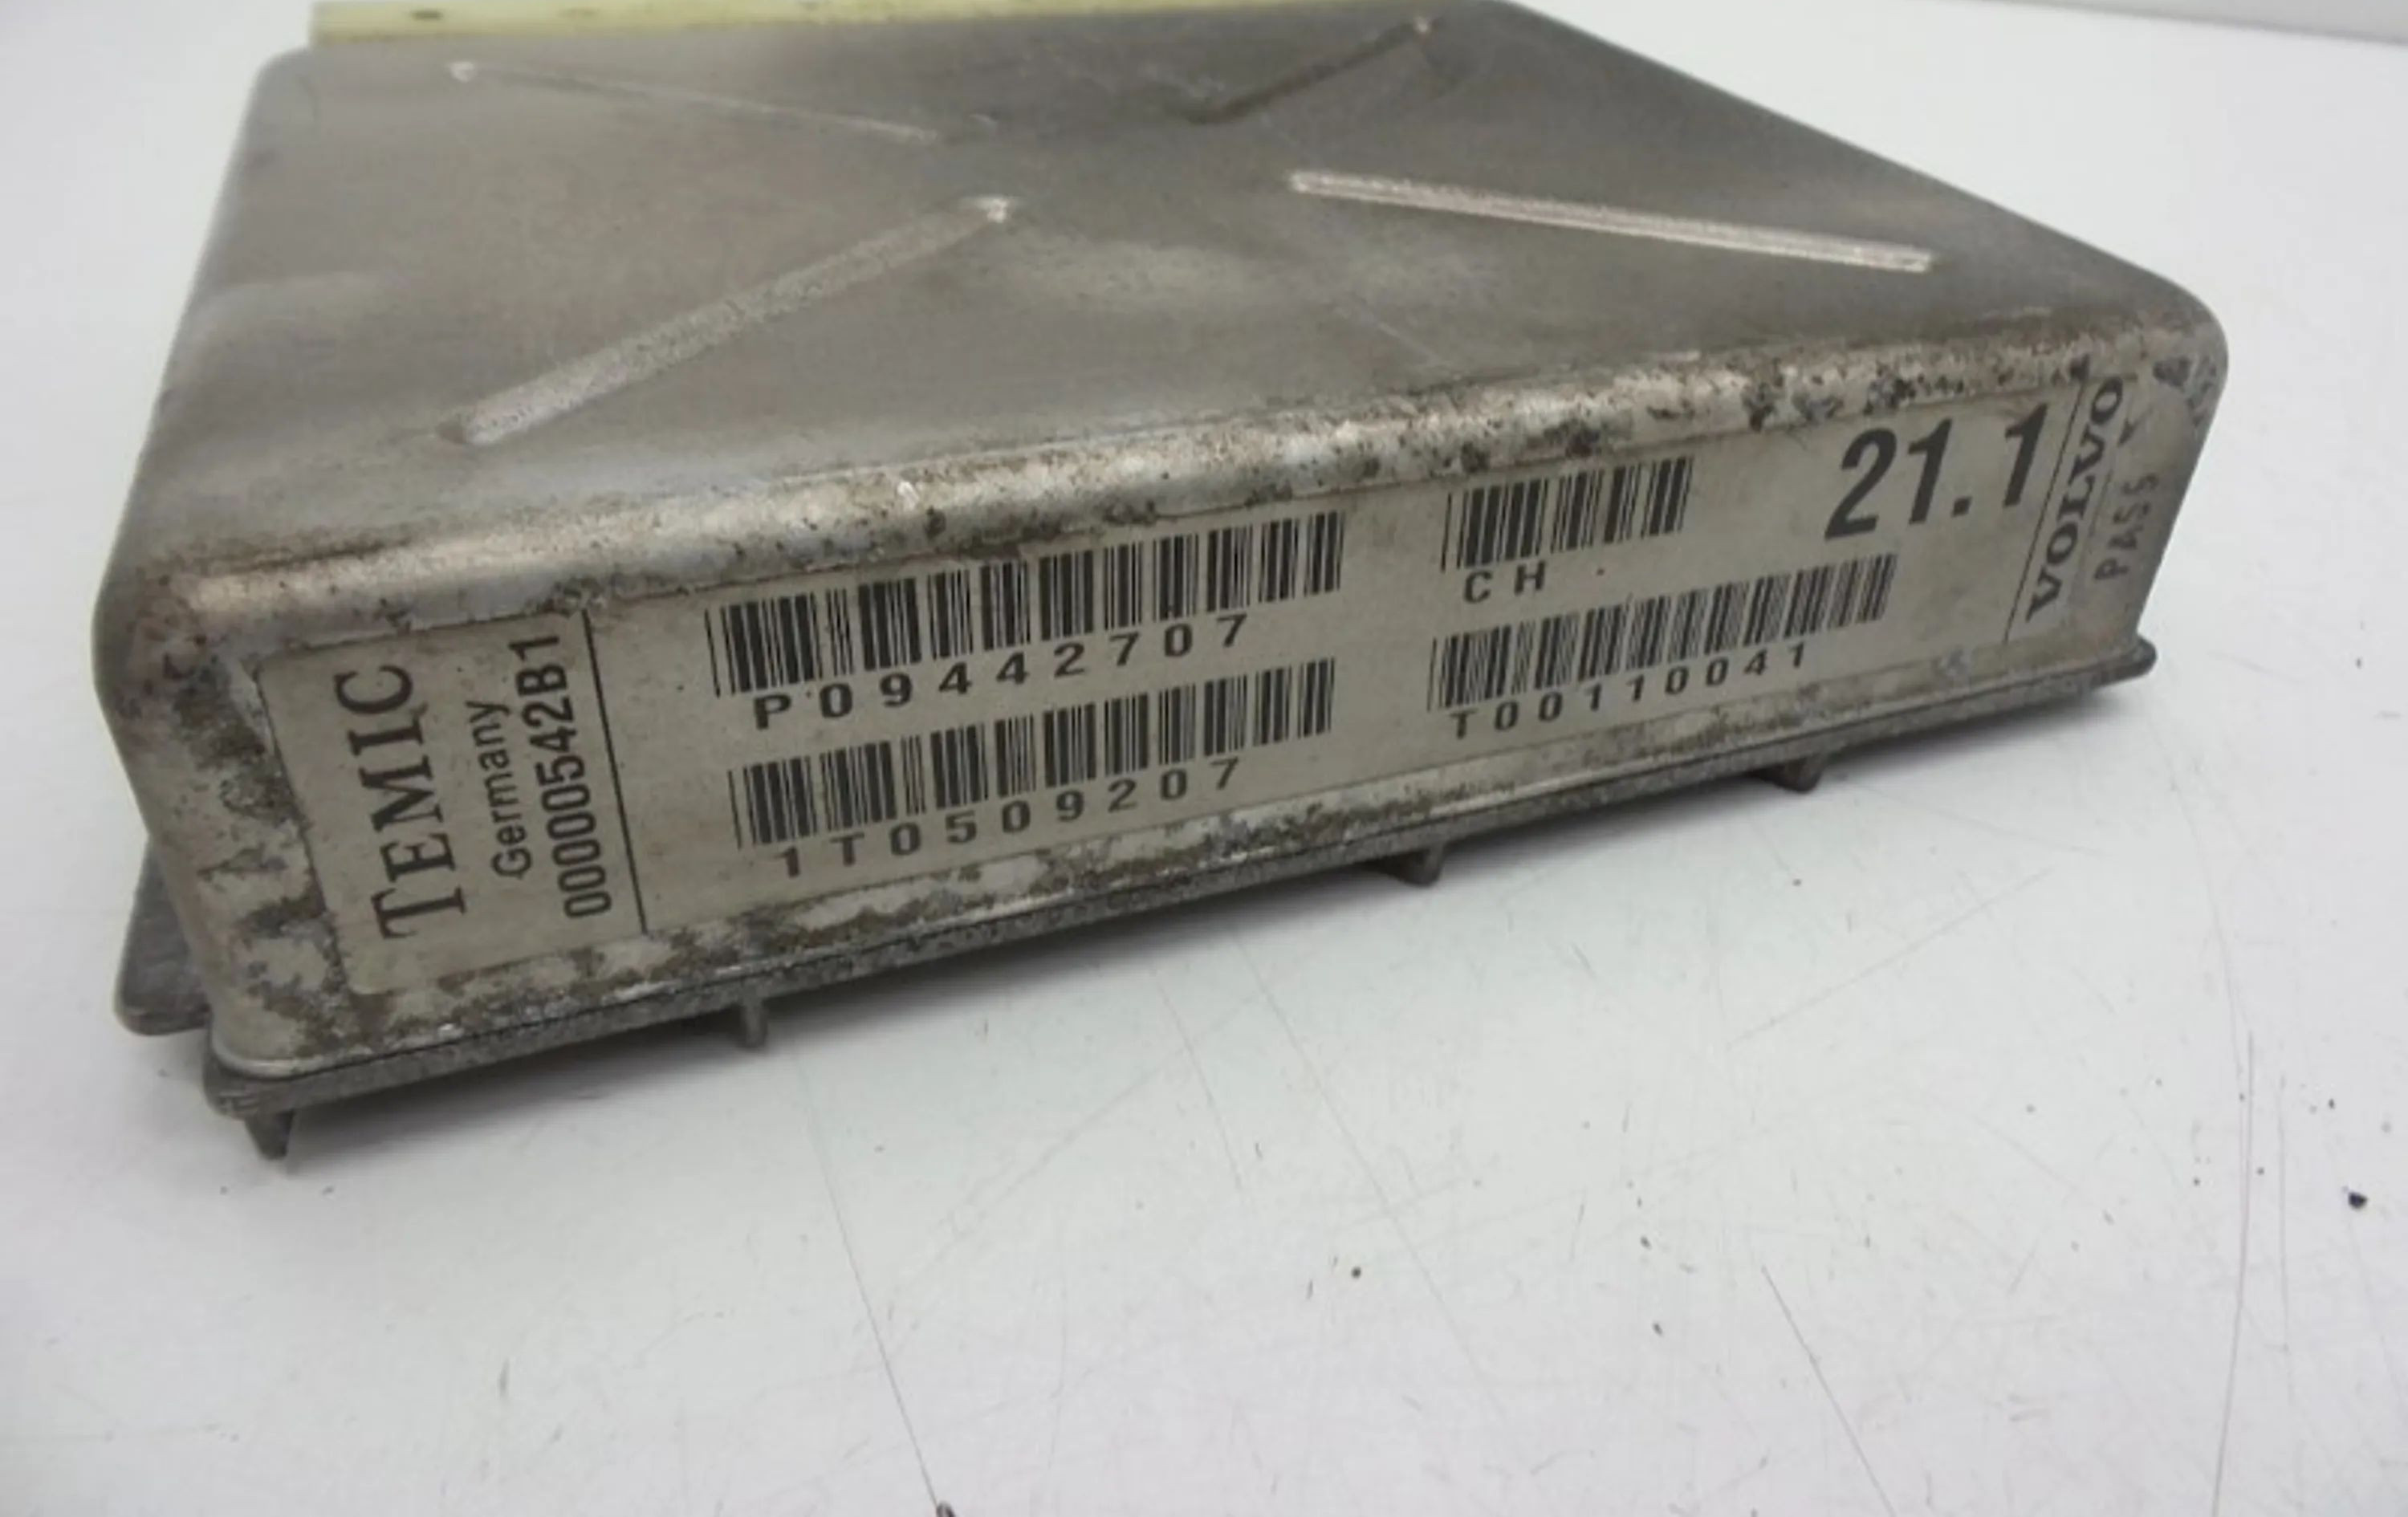 TEMIC
Germany
00000542B1
P09442707
1T0509207
CH
T00110041
21.1
VOLVO
PASS